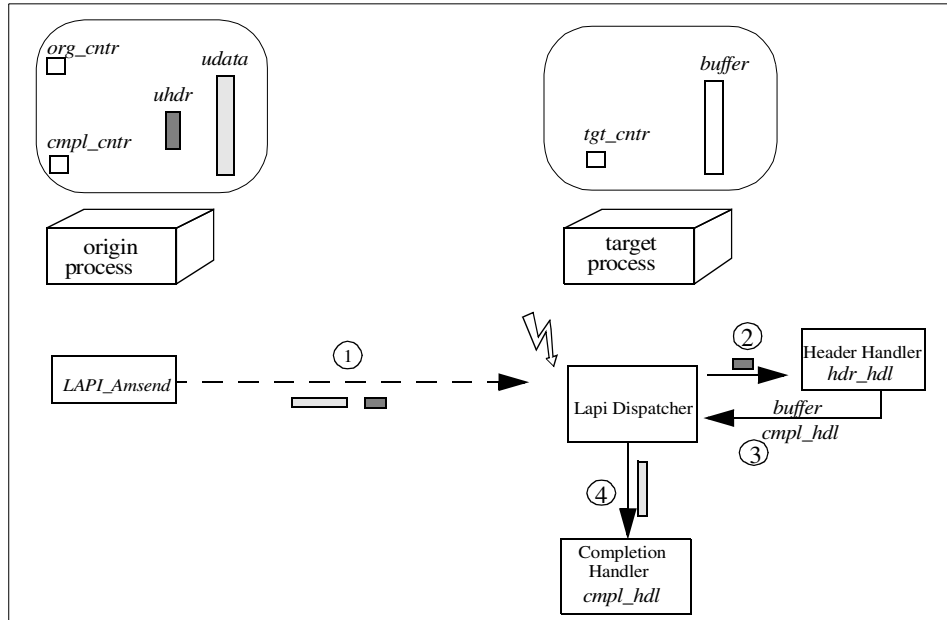 org_cntr
udata
uhdr
cmpl_cntr
buffer
tgt_cntr
origin
process
target
process
1
LAPI_Amsend
2
Header Handler
hdr_hdl
Lapi Dispatcher
buffer
cmpl_hdl
3
4
Completion
Handler
cmpl_hdl